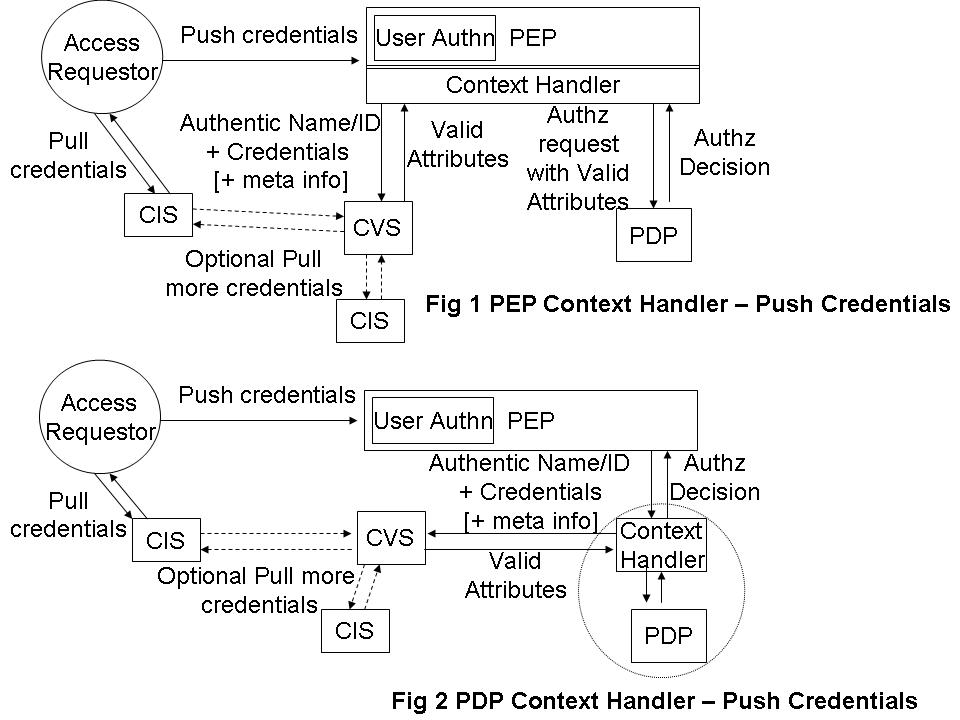 Access
Requestor
Push credentials
User Authn
PEP
Context Handler
Pull
credentials
Authentic Name/ID
+ Credentials
[+ meta info]
Valid
Attributes
Authz
request
with Valid
Attributes
Authz
Decision
CIS
CVS
PDP
Optional Pull
more credentials
CIS
Fig 1 PEP Context Handler – Push Credentials
Access
Requestor
Push credentials
User Authn
PEP
Authentic Name/ID
+ Credentials
[+ meta info]
Authz
Decision
Pull
credentials
CIS
CVS
Context
Handler
Optional Pull more
credentials
Valid
Attributes
CIS
PDP
Fig 2 PDP Context Handler – Push Credentials